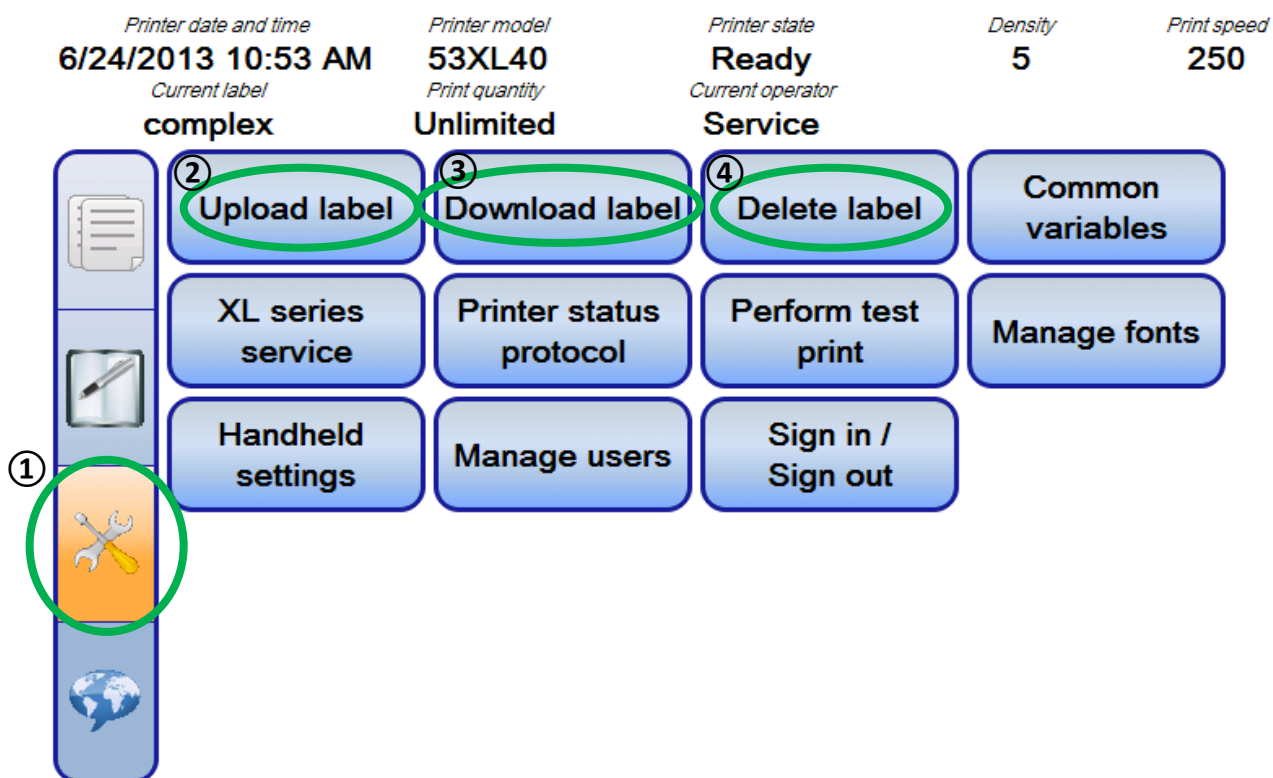 Printer date and time Printer model Printer state Density Print speed
6/24/2013 10:53 AM 53XL40 Ready 5 250
Current label Print quantity Current operator
complex Unlimited Service
② ③ ④
Upload label Download label Delete label
Common
variables
XL series
service
Printer status
protocol
Perform test
print
Manage fonts
①
Handheld
settings
Manage users
Sign in /
Sign out